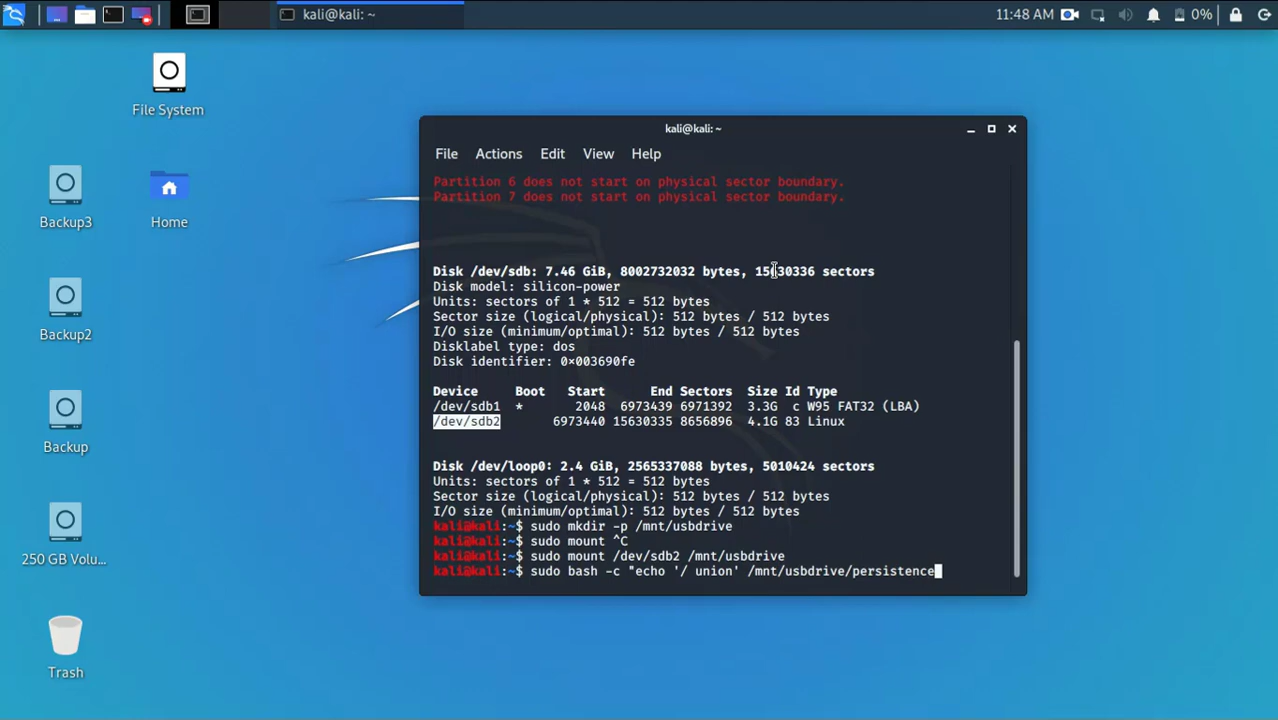 kali@kali: ~
11:48 AM
0%
File System
Backup3
Home
Backup2
Backup
250 GB Volu...
Trash
kali@kali: ~
File Actions Edit View Help
Partition 6 does not start on physical sector boundary.
Partition 7 does not start on physical sector boundary.
Disk /dev/sdb: 7.46 GiB, 8002732032 bytes, 15630336 sectors
Disk model: silicon-power
Units: sectors of 1 * 512 = 512 bytes
Sector size (logical/physical): 512 bytes / 512 bytes
I/O size (minimum/optimal): 512 bytes / 512 bytes
Disklabel type: dos
Disk identifier: 0×003690fe
Device Boot Start End Sectors Size Id Type
/dev/sdb1 * 2048 6973439 6971392 3.3G c W95 FAT32 (LBA)
/dev/sdb2 6973440 15630335 8656896 4.1G 83 Linux
Disk /dev/loop0: 2.4 GiB, 2565337088 bytes, 5010424 sectors
Units: sectors of 1 * 512 = 512 bytes
Sector size (logical/physical): 512 bytes / 512 bytes
I/O size (minimum/optimal): 512 bytes / 512 bytes
kali@kali:~$ sudo mkdir -p /mnt/usbdrive
kali@kali:~$ sudo mount ^C
kali@kali:~$ sudo mount /dev/sdb2 /mnt/usbdrive
kali@kali:~$ sudo bash -c "echo '/ union' /mnt/usbdrive/persistence